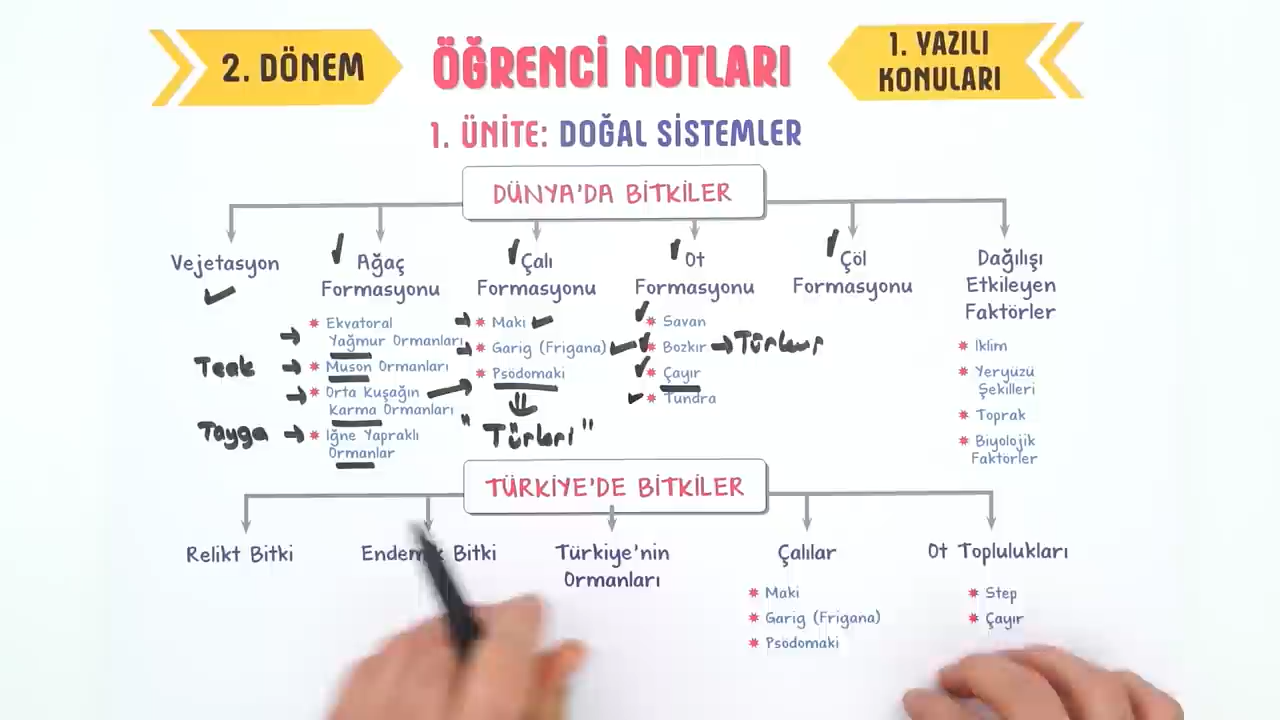 2. DÖNEM
ÖĞRENCİ NOTLARI
1. YAZILI
KONULARI
1. ÜNİTE: DOĞAL SİSTEMLER
DÜNYA'DA BİTKİLER
Vejetasyon
Ağaç
Formasyonu
Ekvatoral
Yağmur Ormanları
Muson Ormanları
Orta Kuşağın
Karma Ormanları
İğne Yapraklı
Ormanlar
Teak
Tayga
Çalı
Formasyonu
Maki
Garig (Frigana)
Psödomaki
"Türleri"
Ot
Formasyonu
Savan
Bozkır
Çayır
Tundra
Çöl
Formasyonu
Dağılışı
Etkileyen
Faktörler
İklim
Yeryüzü
Şekilleri
Toprak
Biyolojik
Faktörler
TÜRKİYE'DE BİTKİLER
Relikt Bitki
Bitki
Türkiye'nin
Ormanları
Çalılar
Maki
Garig (Frigana)
Psödomaki
Ot Toplulukları
Step
Çayır